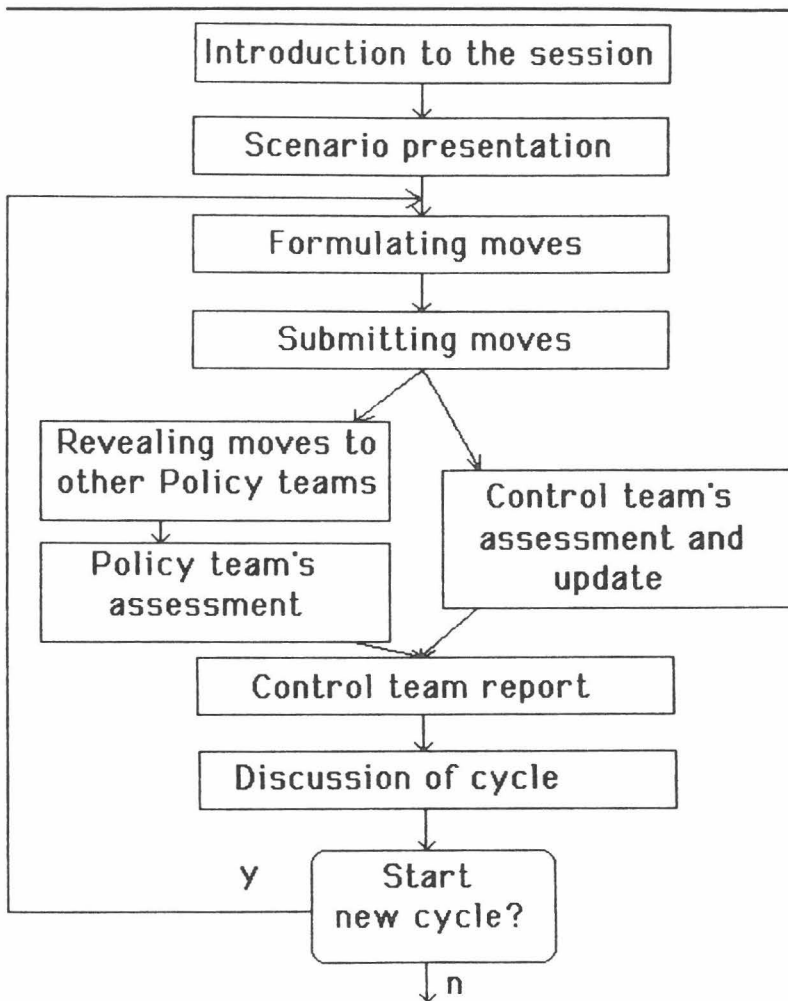 Introduction to the session
Scenario presentation
Formulating moves
Submitting moves
Revealing moves to
other Policy teams
Control team's
assessment and
update
Policy team's
assessment
Control team report
Discussion of cycle
Start
new cycle?
y
n